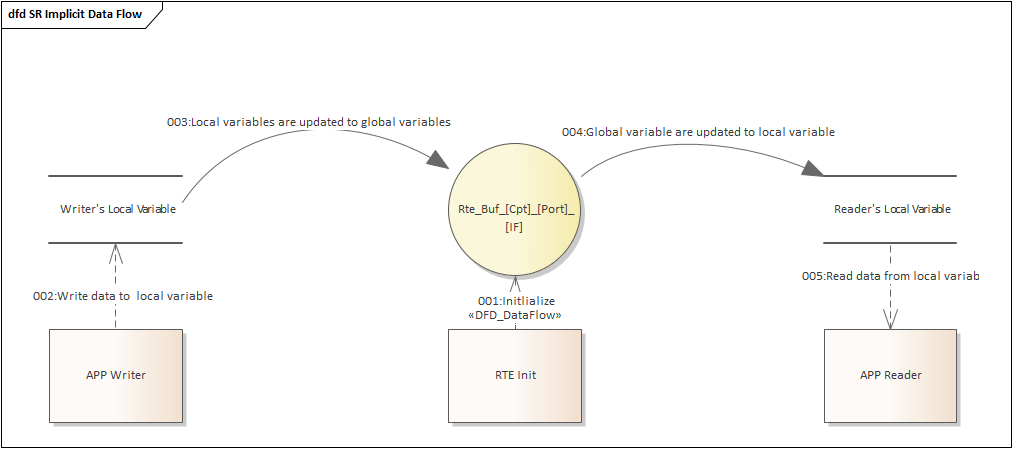 dfd SR Implicit Data Flow
003:Local variables are updated to global variables
004:Global variable are updated to local variable
Writer's Local Variable
Rte_Buf_[Cpt]_[Port]_
[IF]
Reader's Local Variable
002:Write data to local variable
001:Initlialize
«DFD_DataFlow»
005:Read data from local variab
APP Writer
RTE Init
APP Reader